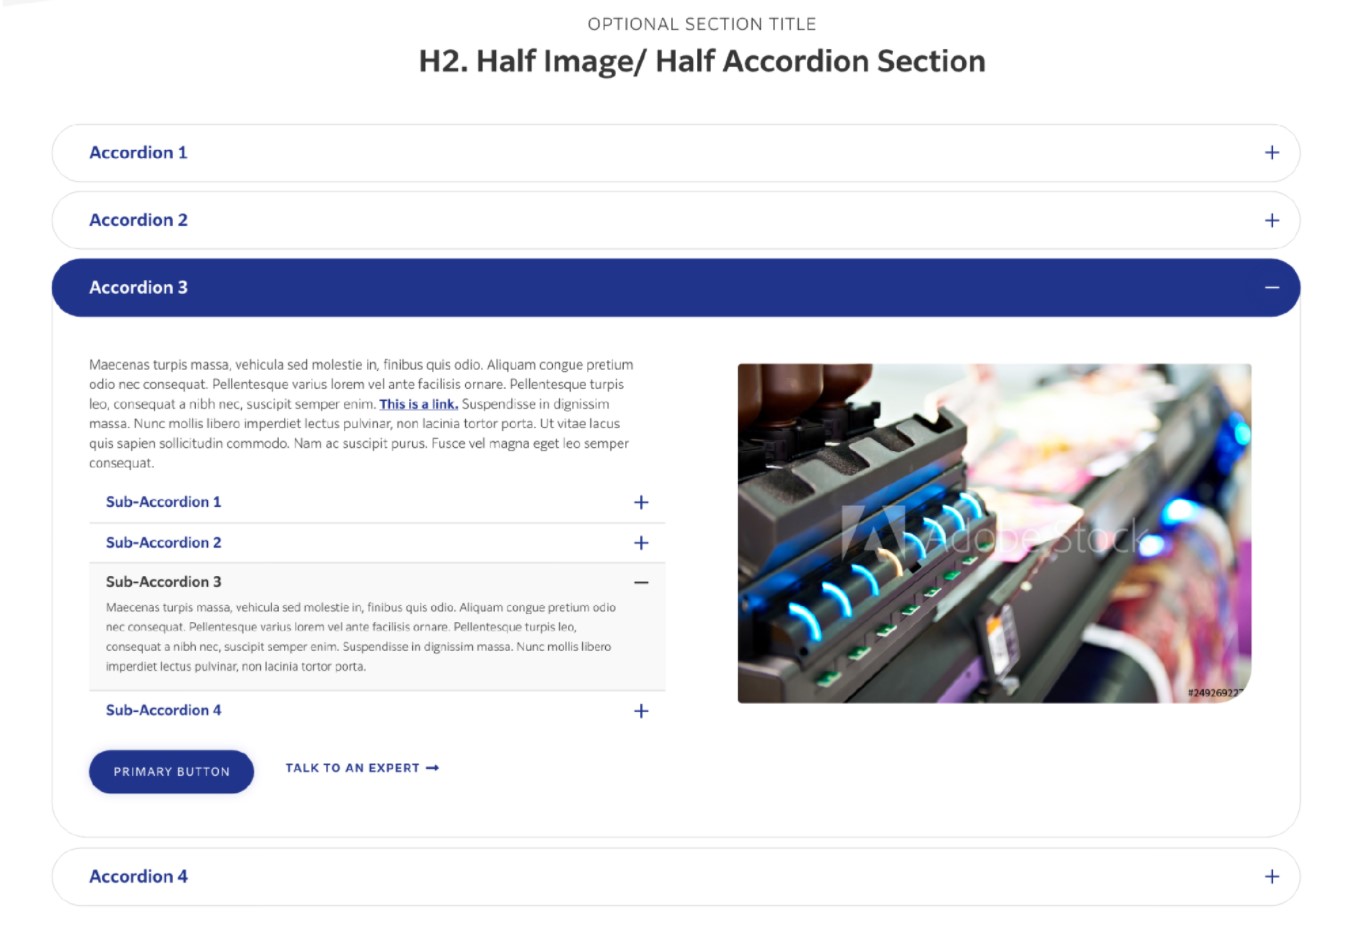 OPTIONAL SECTION TITLE
H2. Half Image/ Half Accordion Section
Accordion 1
Accordion 2
Accordion 3
Maecenas turpis massa, vehicula sed molestie in, finibus quis odio. Aliquam congue pretium
odio nec consequat. Pellentesque varius lorem vel ante facilisis ornare. Pellentesque turpis
leo, consequat a nibh nec, suscipit semper enim. This is a link. Suspendisse in dignissim
massa. Nunc mollis libero imperdiet lectus pulvinar, non lacinia tortor porta. Ut vitae lacus
quis sapien sollicitudin commodo. Nam ac suscipit purus. Fusce vel magna eget leo semper
consequat.
Sub-Accordion 1
Sub-Accordion 2
Sub-Accordion 3
Maecenas turpis massa, vehicula sed molestie in, finibus quis odio. Aliquam congue pretium odio
nec consequat. Pellentesque varius lorem vel ante facilisis ornare. Pellentesque turpis leo,
consequat a nibh nec, suscipit semper enim. Suspendisse in dignissim massa. Nunc mollis libero
imperdiet lectus pulvinar, non lacinia tortor porta.
Sub-Accordion 4
PRIMARY BUTTON
TALK TO AN EXPERT →
Adobe Stock
#249269227
Accordion 4